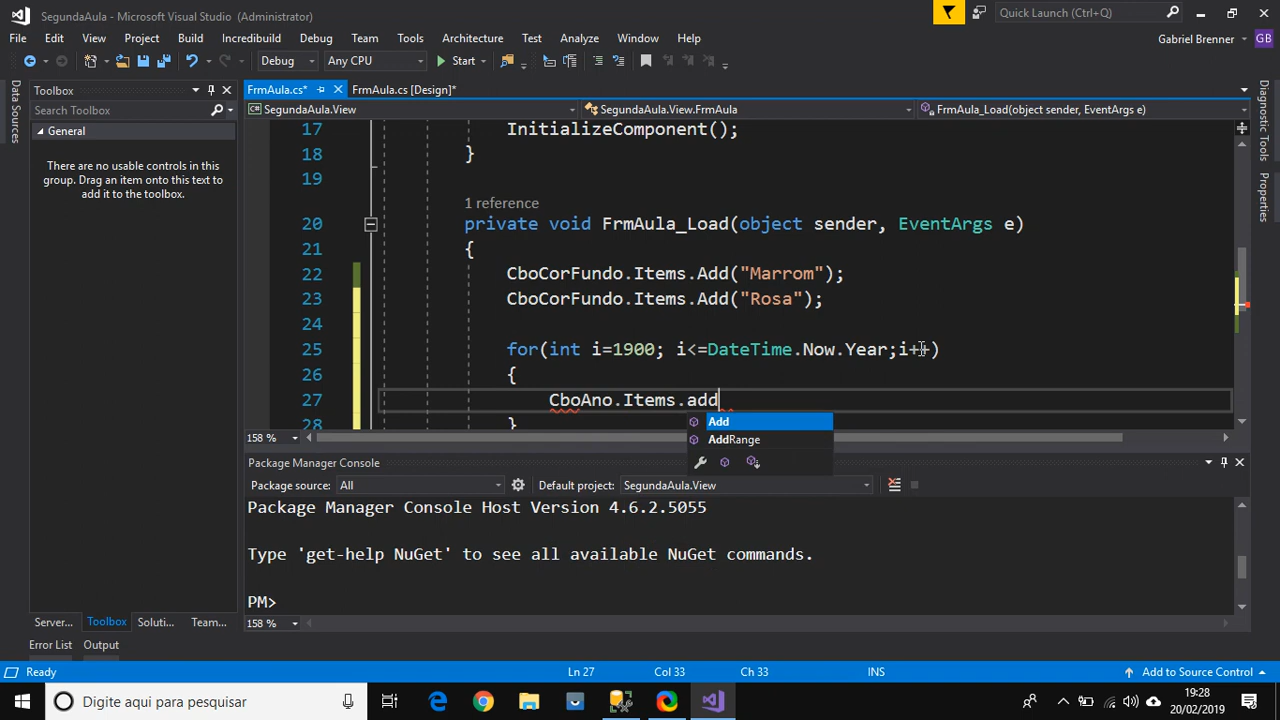 SegundaAula - Microsoft Visual Studio (Administrator)
Quick Launch (Ctrl+Q)
File Edit View Project Build Incredibuild Debug Team Tools Architecture Test Analyze Window Help
Gabriel Brenner GB
Debug Any CPU Start
Toolbox
Search Toolbox
General
There are no usable controls in this
group. Drag an item onto this text to
add it to the toolbox.
Data Sources
FrmAula.cs* FrmAula.cs [Design]*
SegundaAula.View SegundaAula.View.FrmAula FrmAula_Load(object sender, EventArgs e)
17 InitializeComponent();
18 }
19
1 reference
20 private void FrmAula_Load(object sender, EventArgs e)
21 {
22 CboCorFundo.Items.Add("Marrom");
23 CboCorFundo.Items.Add("Rosa");
24
25 for(int i=1900; i<=DateTime.Now.Year;i++)
26 {
27 CboAno.Items.add
28 }
Add
AddRange
158 %
Diagnostic Tools
Properties
Package Manager Console
Package source: All Default project: SegundaAula.View
Package Manager Console Host Version 4.6.2.5055
Type 'get-help NuGet' to see all available NuGet commands.
PM>
158 %
Server... Toolbox Soluti... Team...
Error List Output
Ready Ln 27 Col 33 Ch 33 INS Add to Source Control
Digite aqui para pesquisar
19:28
20/02/2019